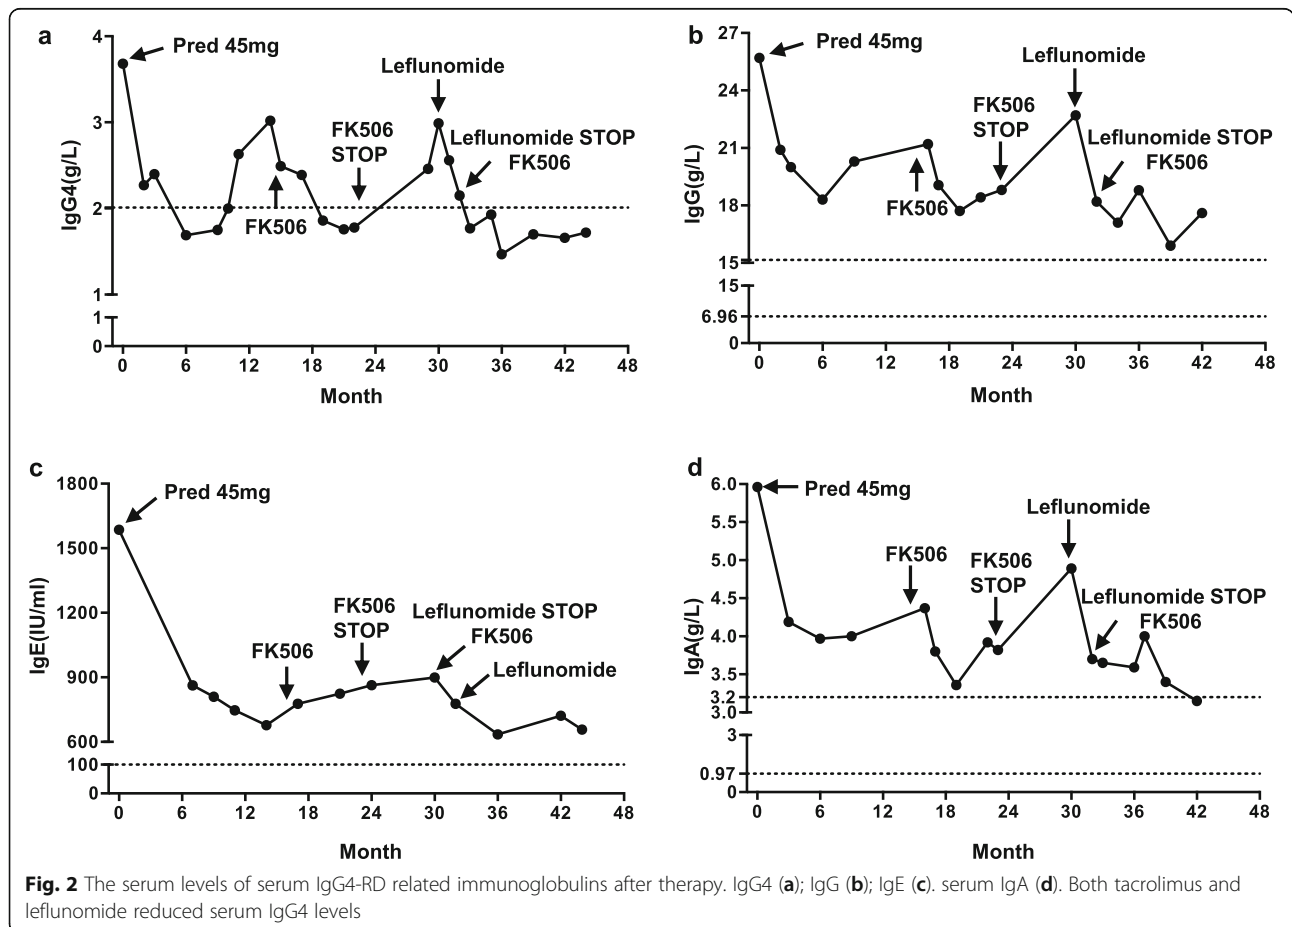 a
4
3
2
1
1
0
IgG4(g/L)
Pred 45mg
FK506
FK506
STOP
Leflunomide
Leflunomide STOP
FK506
0 6 12 18 24 30 36 42 48
Month
b
27
24
21
18
15
15
6.96
0
IgG(g/L)
Pred 45mg
FK506
FK506
STOP
Leflunomide
Leflunomide STOP
FK506
0 6 12 18 24 30 36 42 48
Month
c
1800
1500
1200
900
600
100
0
IgE(IU/ml)
Pred 45mg
FK506
FK506
STOP
Leflunomide STOP
FK506
Leflunomide
0 6 12 18 24 30 36 42 48
Month
d
6.0
5.0
4.5
4.0
3.5
3.2
3.0
3
0.97
0
IgA(g/L)
Pred 45mg
FK506
FK506
STOP
Leflunomide
Leflunomide STOP
FK506
0 6 12 18 24 30 36 42 48
Month
Fig. 2 The serum levels of serum IgG4-RD related immunoglobulins after therapy. IgG4 (a); IgG (b); IgE (c). serum IgA (d). Both tacrolimus and
leflunomide reduced serum IgG4 levels